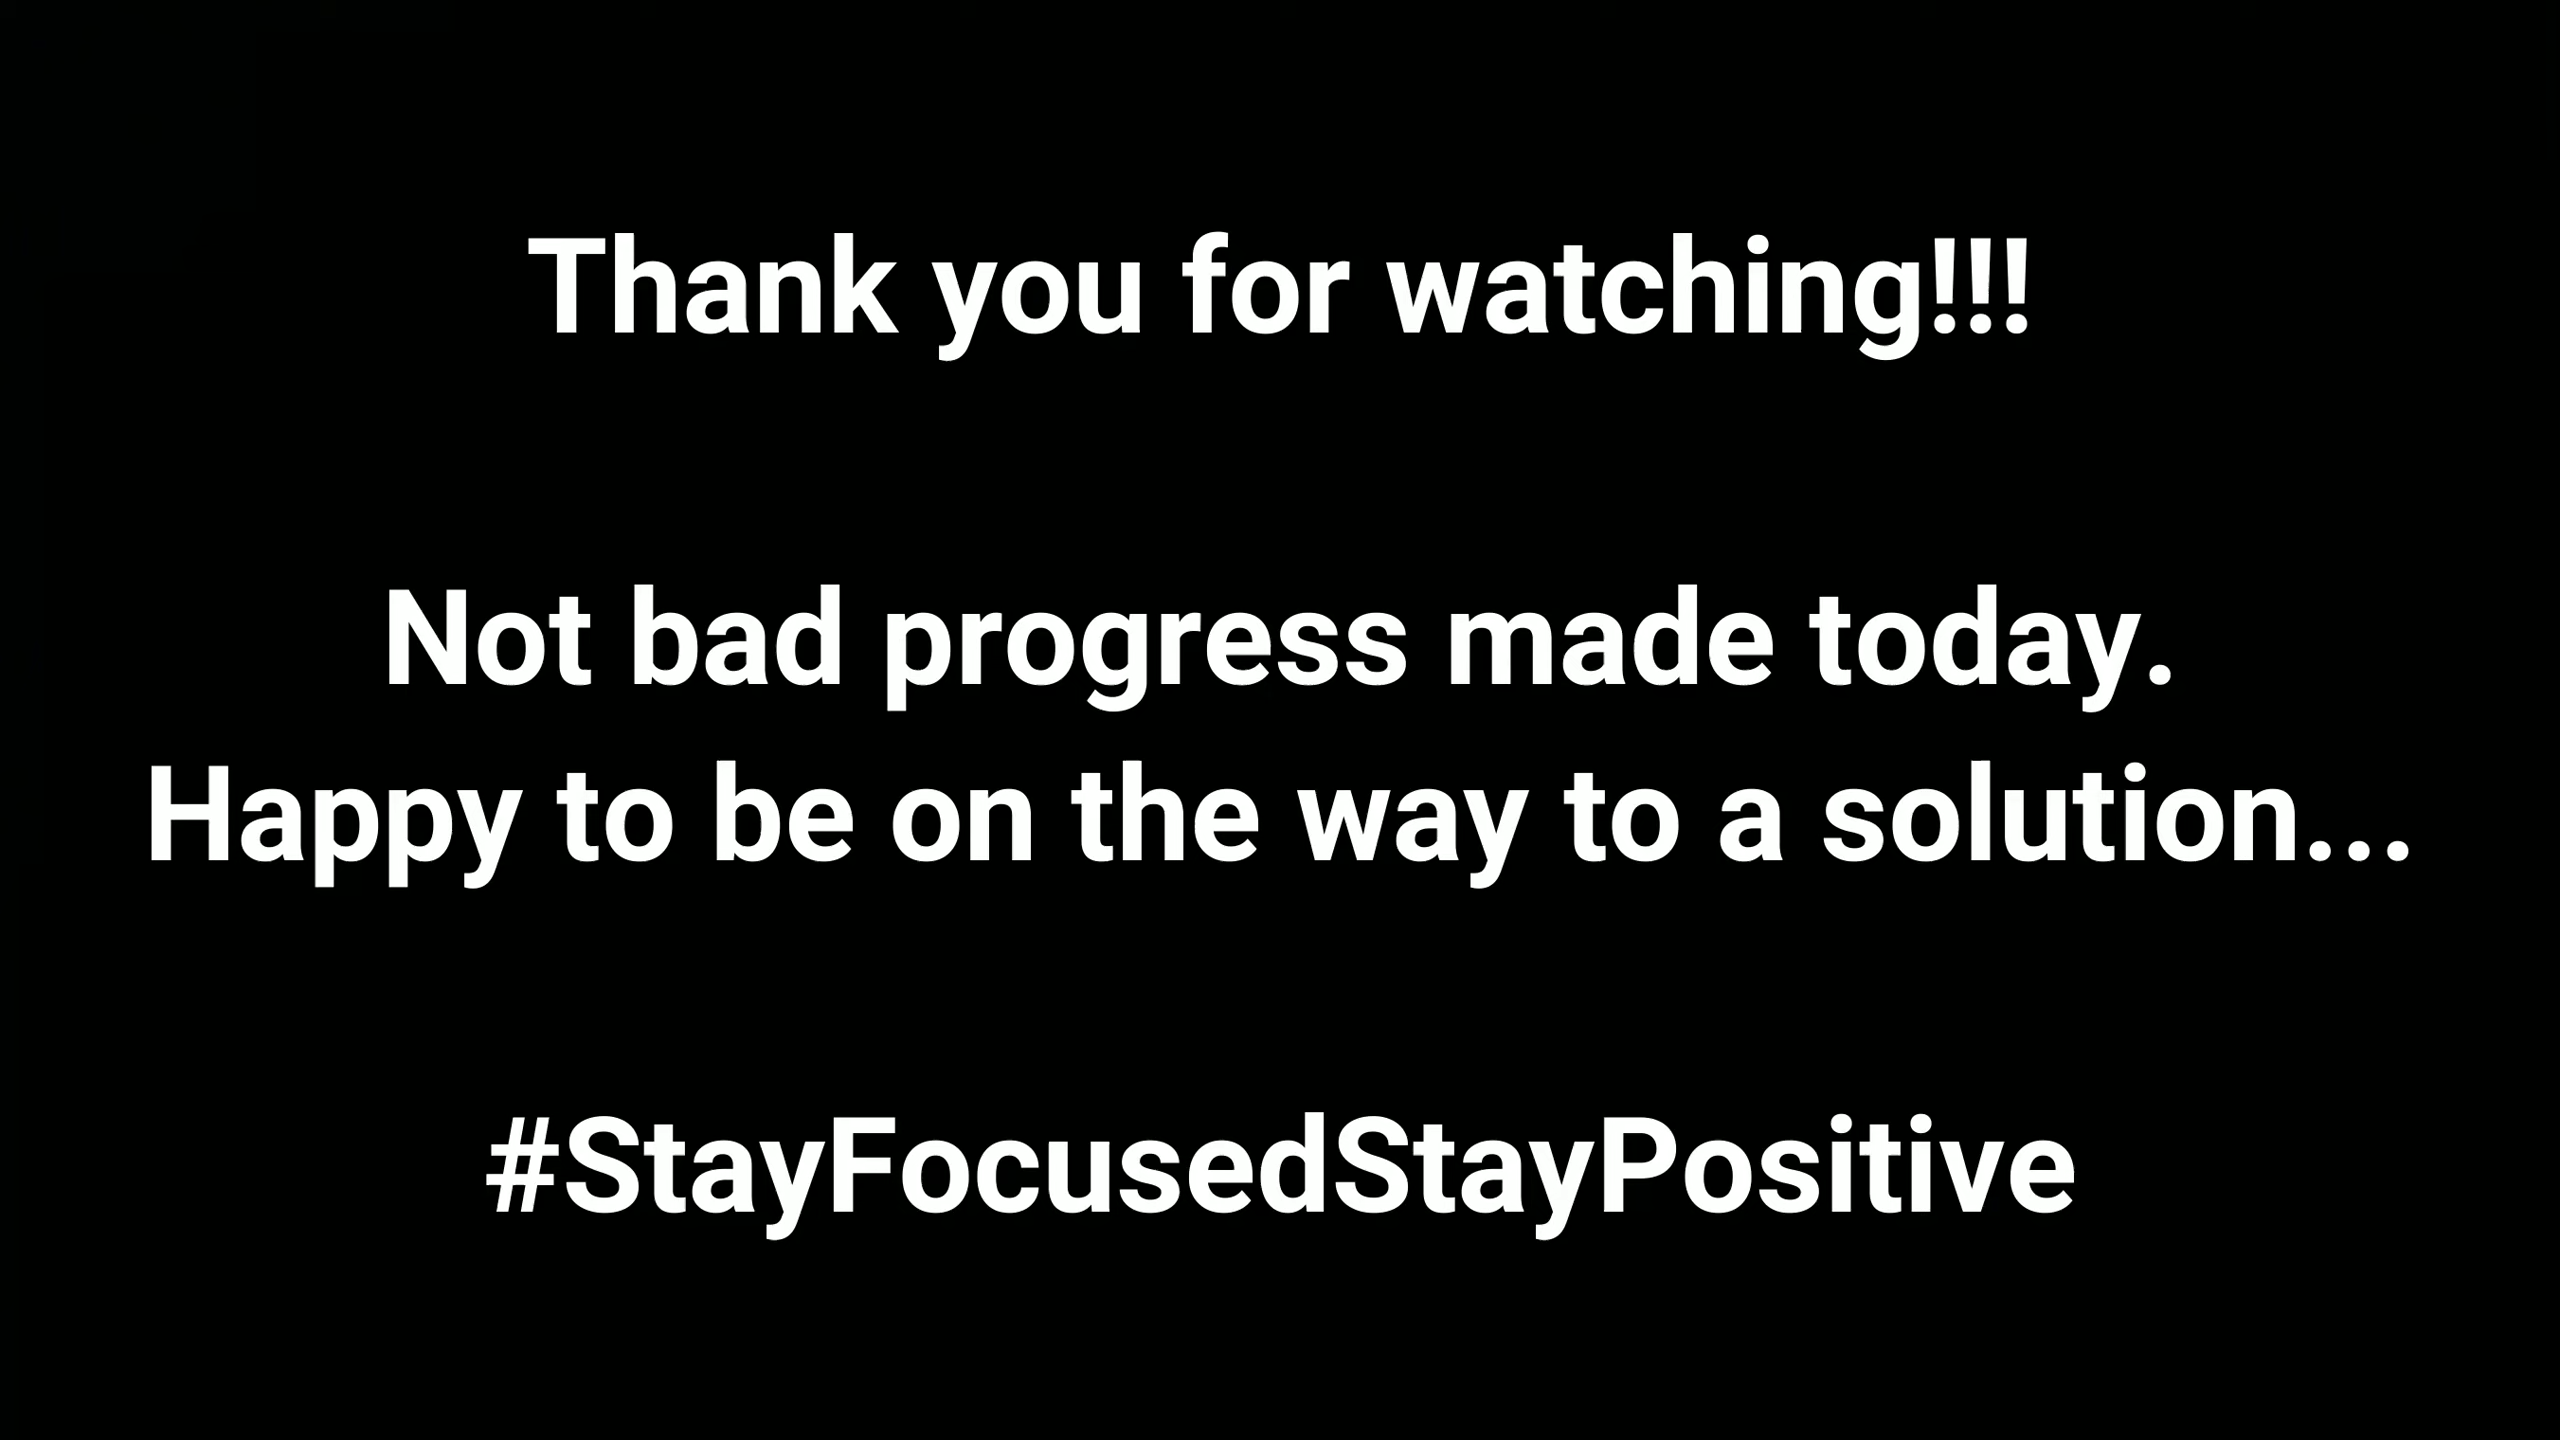 Thank you for watching!!!
Not bad progress made today.
Happy to be on the way to a solution...
#StayFocusedStayPositive